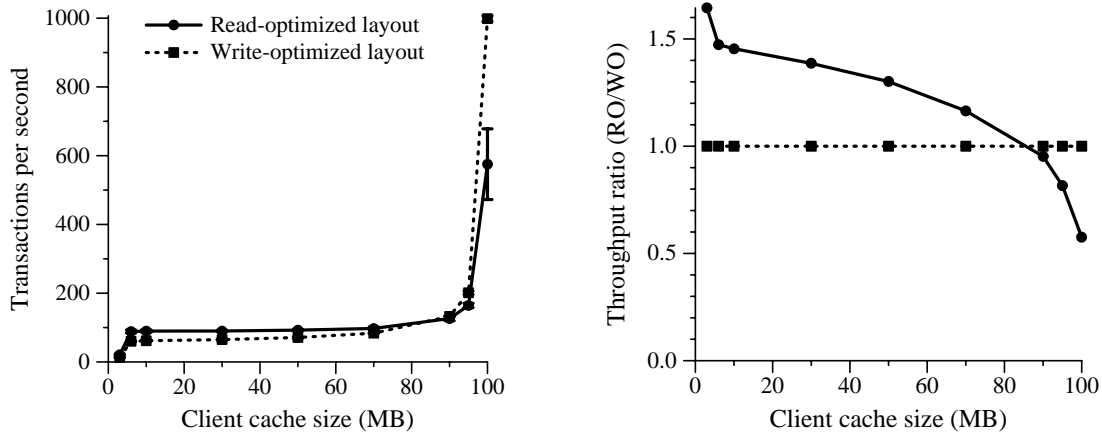 1000
800
600
400
200
0
Transactions per second
Read-optimized layout
Write-optimized layout
0 20 40 60 80 100
Client cache size (MB)
1.5
1.0
0.5
0.0
Throughput ratio (RO/WO)
0 20 40 60 80 100
Client cache size (MB)